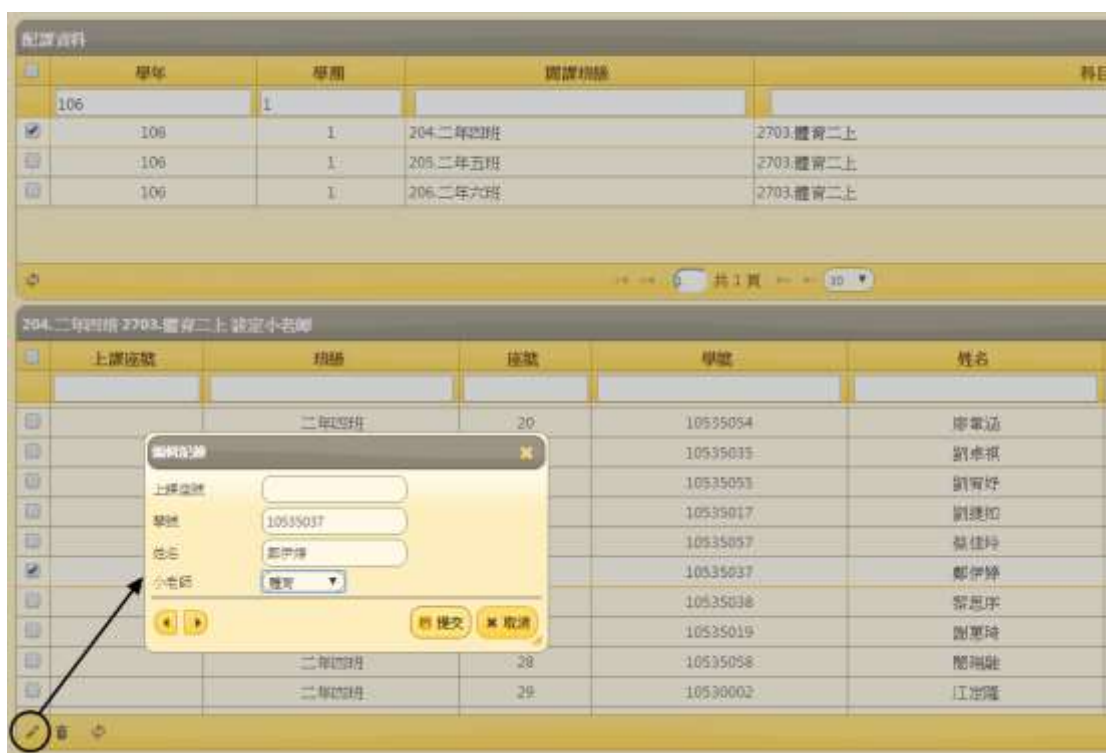 配課資料
學年 學期 開課班級 科目
106 1
106 1 204.二年四班 2703.體育二上
106 1 205.二年五班 2703.體育二上
106 1 206.二年六班 2703.體育二上
0 共 1 頁 10
204.二年四班 2703.體育二上 設定小老師
上課座號 班級 座號 學號 姓名
二年四班 20 10535054
10535035
10535055
10535017
10535057 蔡佳玲
10535037 鄭伊婷
10535038
10535019
二年四班 28 10535058
二年四班 29 10530002
編輯記錄
上課座號
學號 10535037
姓名 鄭伊婷
小老師 體育
提交 取消